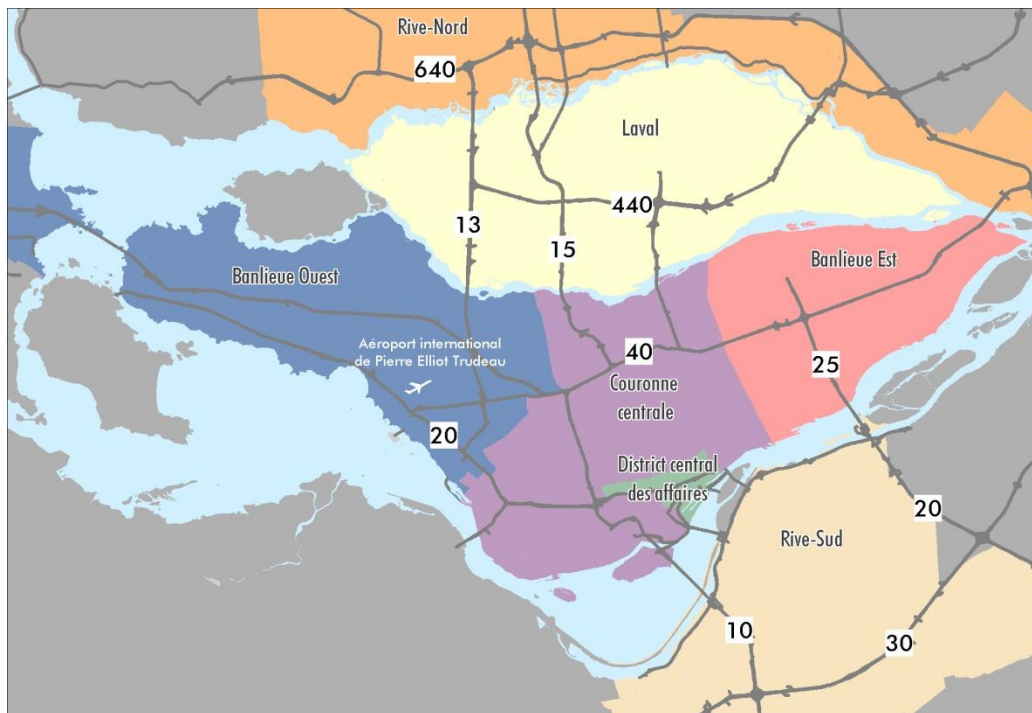 Rive-Nord
640
Laval
13
15
440
Banlieue Est
Banlieue Ouest
Aéroport international
de Pierre Elliot Trudeau
40
25
Couronne
centrale
20
District central
des affaires
20
Rive-Sud
10
30